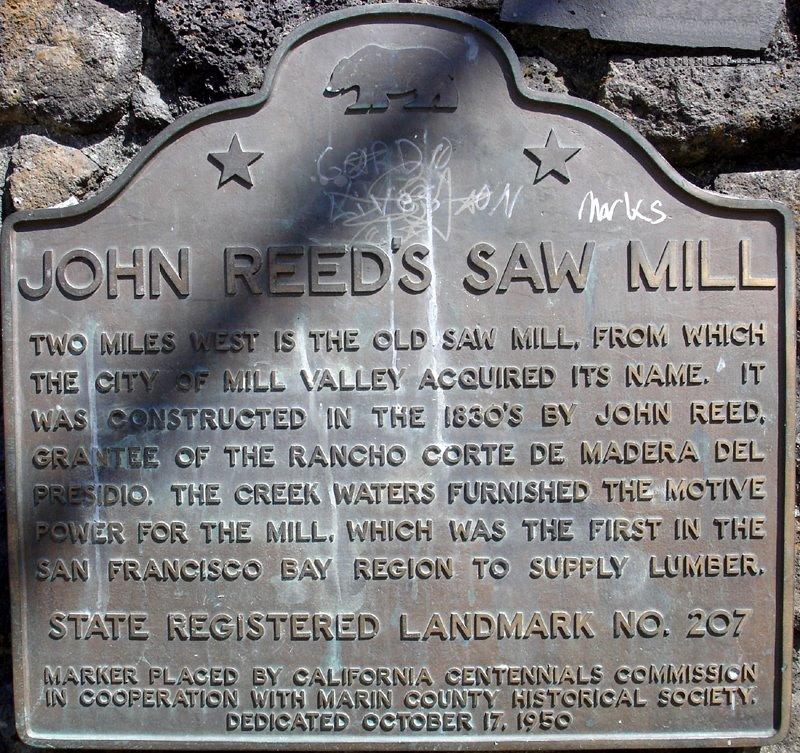 GORDO
Marks
JOHN REED'S SAW MILL
TWO MILES WEST IS THE OLD SAW MILL, FROM WHICH
THE CITY OF MILL VALLEY ACQUIRED ITS NAME. IT
WAS CONSTRUCTED IN THE 1830'S BY JOHN REED,
GRANTEE OF THE RANCHO CORTE DE MADERA DEL
PRESIDIO. THE CREEK WATERS FURNISHED THE MOTIVE
POWER FOR THE MILL, WHICH WAS THE FIRST IN THE
SAN FRANCISCO BAY REGION TO SUPPLY LUMBER.
STATE REGISTERED LANDMARK NO. 207
MARKER PLACED BY CALIFORNIA CENTENNIALS COMMISSION
IN COOPERATION WITH MARIN COUNTY HISTORICAL SOCIETY.
DEDICATED OCTOBER 17, 1950